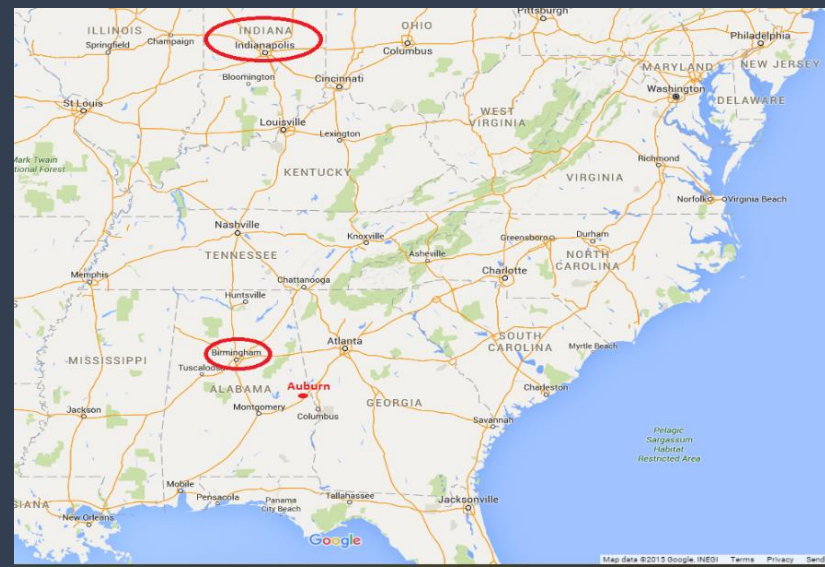 Pittsburgh
ILLINOIS
INDIANA
OHIO
Springfield
Champaign
Indianapolis
Columbus
Philadelphia
MARYLAND
NEW JERSEY
Bloomington
Cincinnati
Washington
DELAWARE
St Louis
WEST
VIRGINIA
Louisville
Lexington
Mark Twain
tional Forest
Richmond
KENTUCKY
VIRGINIA
Norfolk
Virginia Beach
Nashville
Knoxville
Greensboro
Durham
TENNESSEE
Asheville
NORTH
CAROLINA
Memphis
Chattanooga
Charlotte
Huntsville
Birmingham
Atlanta
SOUTH
CAROLINA
Myrtle Beach
MISSISSIPPI
Tuscaloosa
ALABAMA
Auburn
Charleston
Jackson
Montgomery
Columbus
GEORGIA
Savannah
Pelagic
Sargassum
Habitat
Restricted Area
Mobile
Pensacola
Panama
City Beach
Tallahassee
Jacksonville
SIANA
New Orleans
Google
Map data ©2015 Google, INEGI Terms Privacy Send